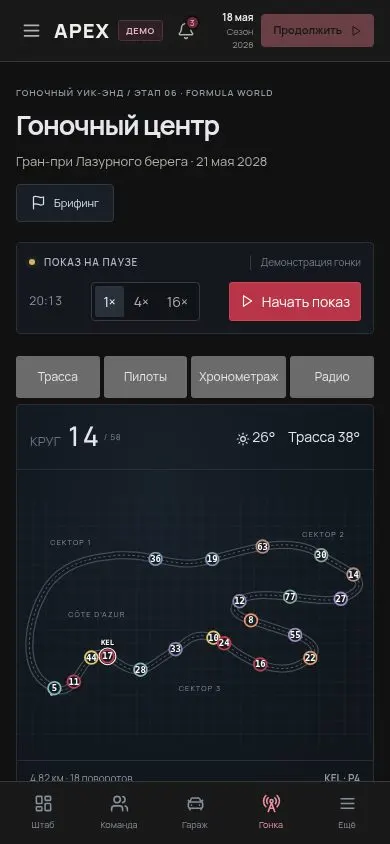 APEX
ДЕМО
3
18 мая
Сезон
2028
Продолжить
ГОНОЧНЫЙ УИК-ЭНД / ЭТАП 06 · FORMULA WORLD
Гоночный центр
Гран-при Лазурного берега · 21 мая 2028
Брифинг
ПОКАЗ НА ПАУЗЕ
Демонстрация гонки
20:13
1× 4× 16×
Начать показ
Трасса Пилоты Хронометраж Радио
КРУГ 14 / 58
26° Трасса 38°
СЕКТОР 2
СЕКТОР 1
63
36 19 30
14
12 77 27
CÔTE D'AZUR
8
55
KEL
10 24
33
44 17
22
16
28
11
5
СЕКТОР 3
4,82 км · 18 поворотов
KEL · P4
Штаб Команда Гараж Гонка Ещё